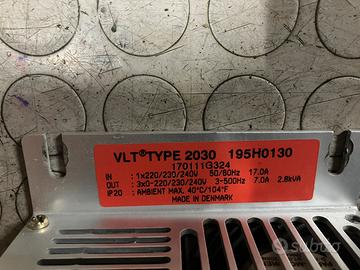 VLT®TYPE 2030 195H0130
170111G324
IN : 1x220/230/240V 50/60Hz 17.0A
OUT : 3x0-220/230/240V 3-500Hz 7.0A 2.8kVA
IP20 : AMBIENT MAX. 40°C/104°F
MADE IN DENMARK
subito